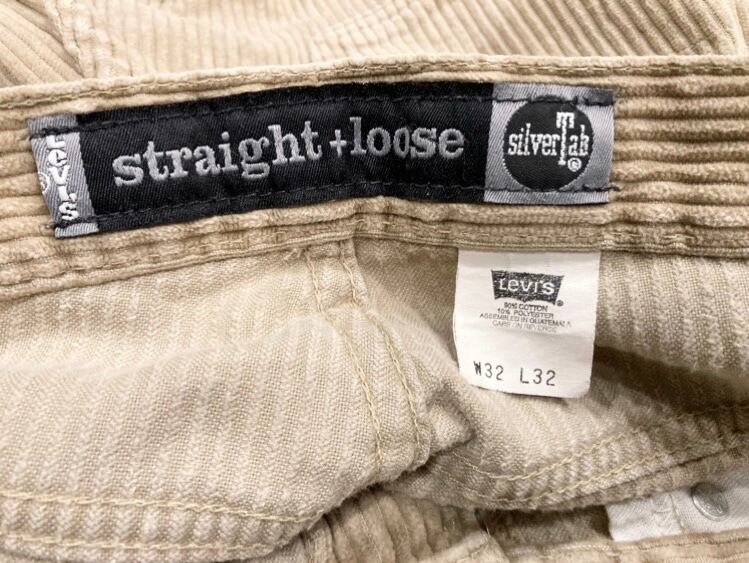 LEVI'S
straight + loose
silverTab
®
LEVI'S
®
90% COTTON
10% POLYESTER
ASSEMBLED IN GUATEMALA
CARE ON REVERSE
W32 L32